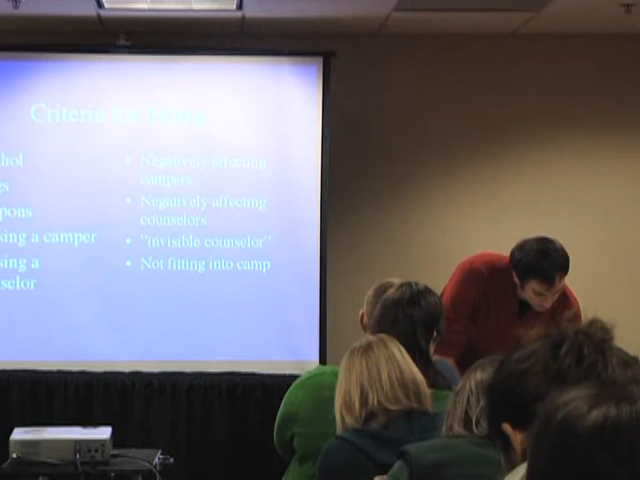 Criteria for Firing
hol
gs
pons
sing a camper
sing a
selor
• Negatively affecting
campers
• Negatively affecting
counselors
• "invisible counselor"
• Not fitting into camp